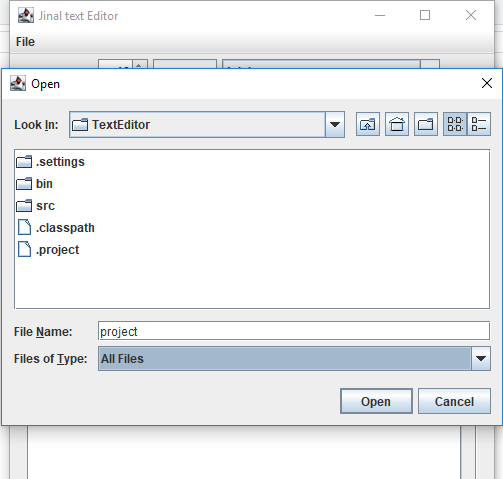 Jinal text Editor
File
Open
Look In:
TextEditor
.settings
bin
src
.classpath
.project
File Name:
project
Files of Type:
All Files
Open
Cancel